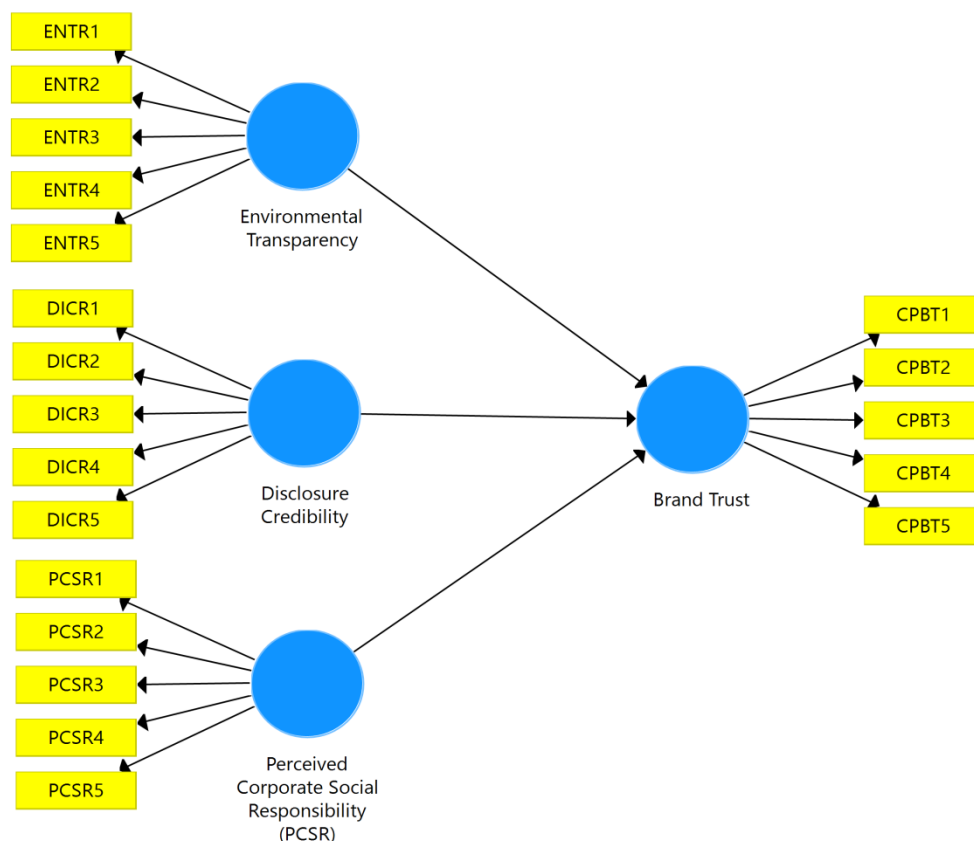 ENTR1
ENTR2
ENTR3
ENTR4
ENTR5
Environmental
Transparency
DICR1
DICR2
DICR3
DICR4
DICR5
Disclosure
Credibility
PCSR1
PCSR2
PCSR3
PCSR4
PCSR5
Perceived
Corporate Social
Responsibility
(PCSR)
Brand Trust
CPBT1
CPBT2
CPBT3
CPBT4
CPBT5